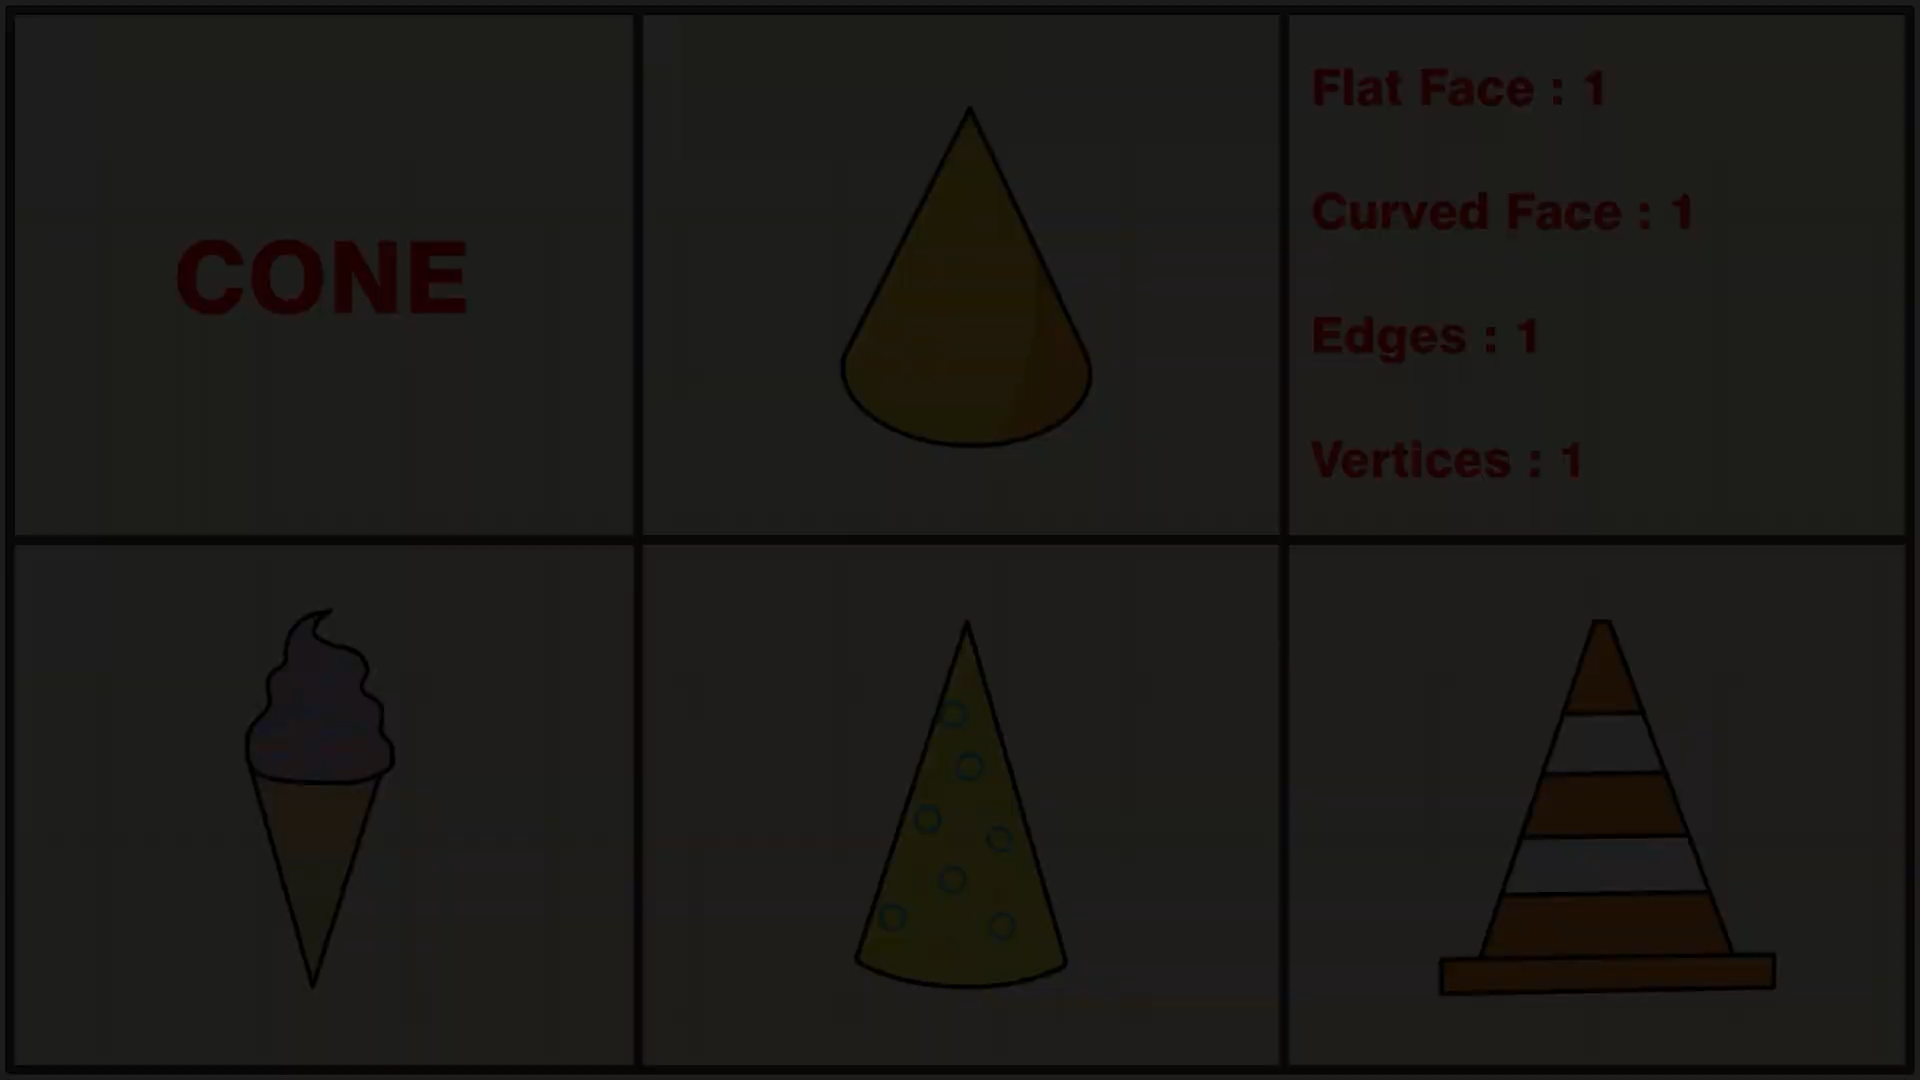 CONE
Flat Face : 1
Curved Face : 1
Edges : 1
Vertices : 1